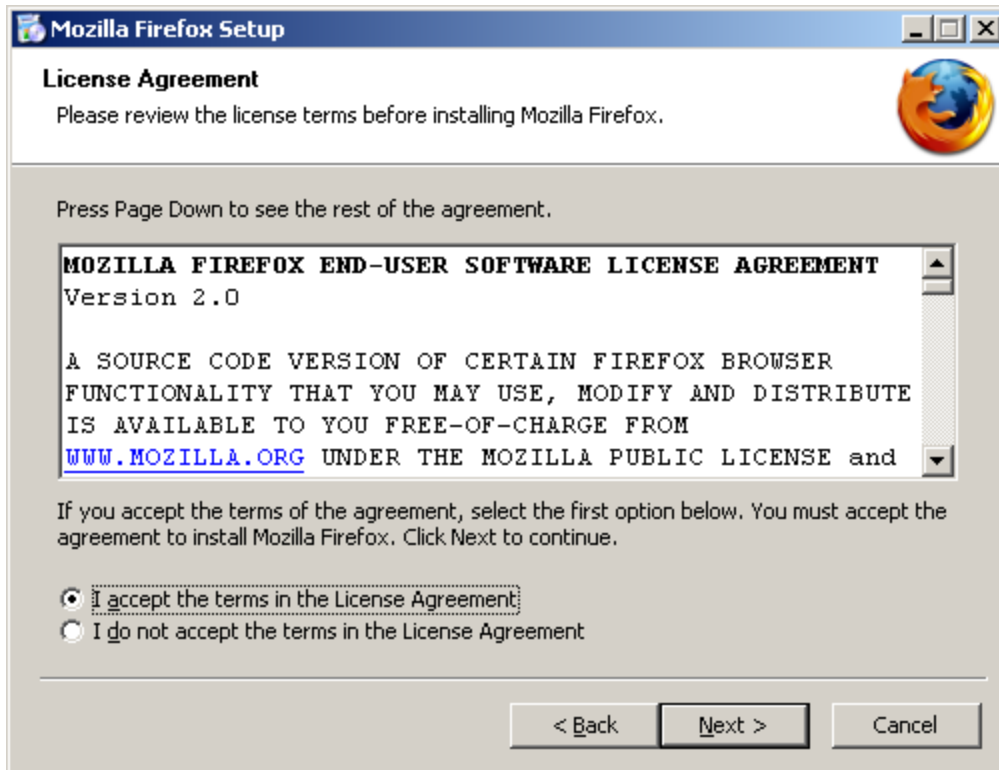 Mozilla Firefox Setup
License Agreement
Please review the license terms before installing Mozilla Firefox.
Press Page Down to see the rest of the agreement.
MOZILLA FIREFOX END-USER SOFTWARE LICENSE AGREEMENT
Version 2.0
A SOURCE CODE VERSION OF CERTAIN FIREFOX BROWSER
FUNCTIONALITY THAT YOU MAY USE, MODIFY AND DISTRIBUTE
IS AVAILABLE TO YOU FREE-OF-CHARGE FROM
WWW.MOZILLA.ORG UNDER THE MOZILLA PUBLIC LICENSE and
If you accept the terms of the agreement, select the first option below. You must accept the
agreement to install Mozilla Firefox. Click Next to continue.
I accept the terms in the License Agreement
I do not accept the terms in the License Agreement
< Back Next > Cancel